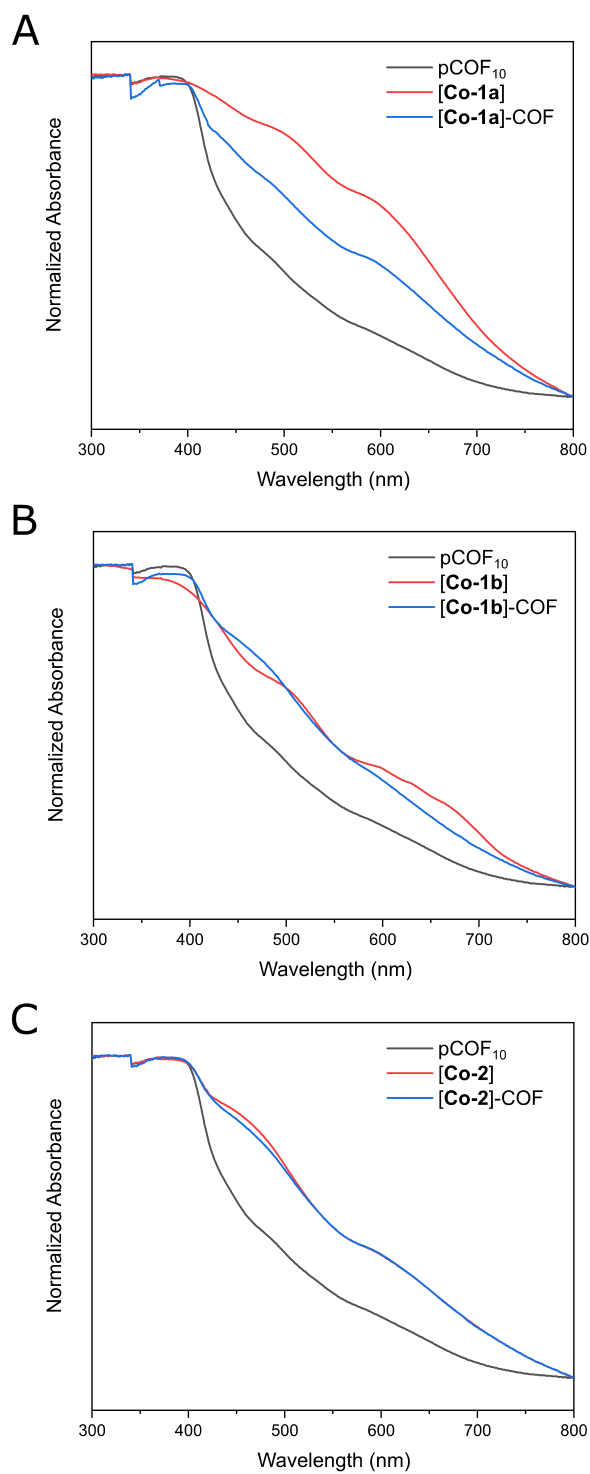 A
pCOF10
[Co-1a]
[Co-1a]-COF
Normalized Absorbance
300 400 500 600 700 800
Wavelength (nm)
B
pCOF10
[Co-1b]
[Co-1b]-COF
Normalized Absorbance
300 400 500 600 700 800
Wavelength (nm)
C
pCOF10
[Co-2]
[Co-2]-COF
Normalized Absorbance
300 400 500 600 700 800
Wavelength (nm)